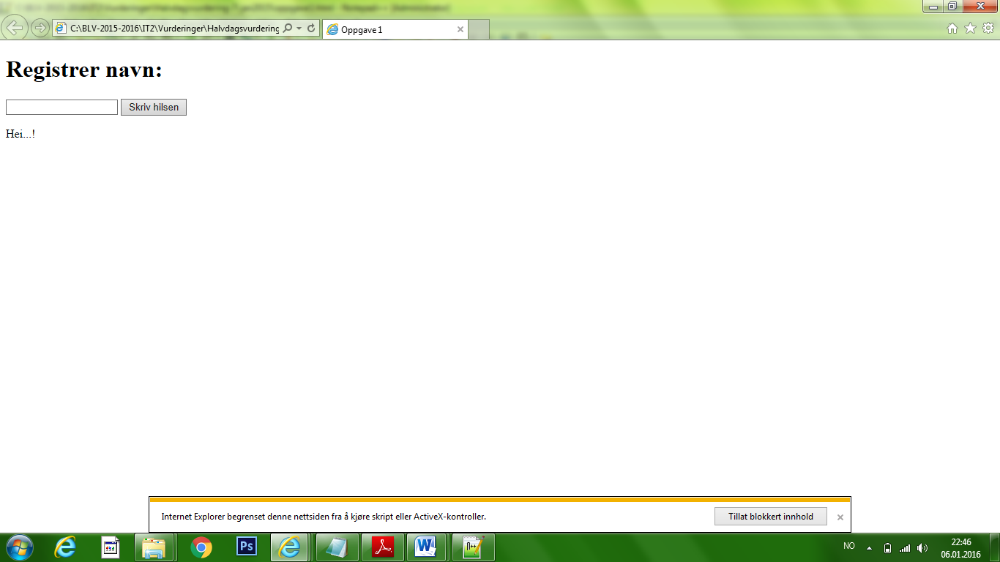 C:\BLV-2015-2016\IT2\Vurderinger\Halvdagsvurdering
Oppgave 1
Registrer navn:
Skriv hilsen
Hei...!
Internet Explorer begrenset denne nettsiden fra å kjøre skript eller ActiveX-kontroller.
Tillat blokkert innhold
Ps
W
NO
22:46
06.01.2016